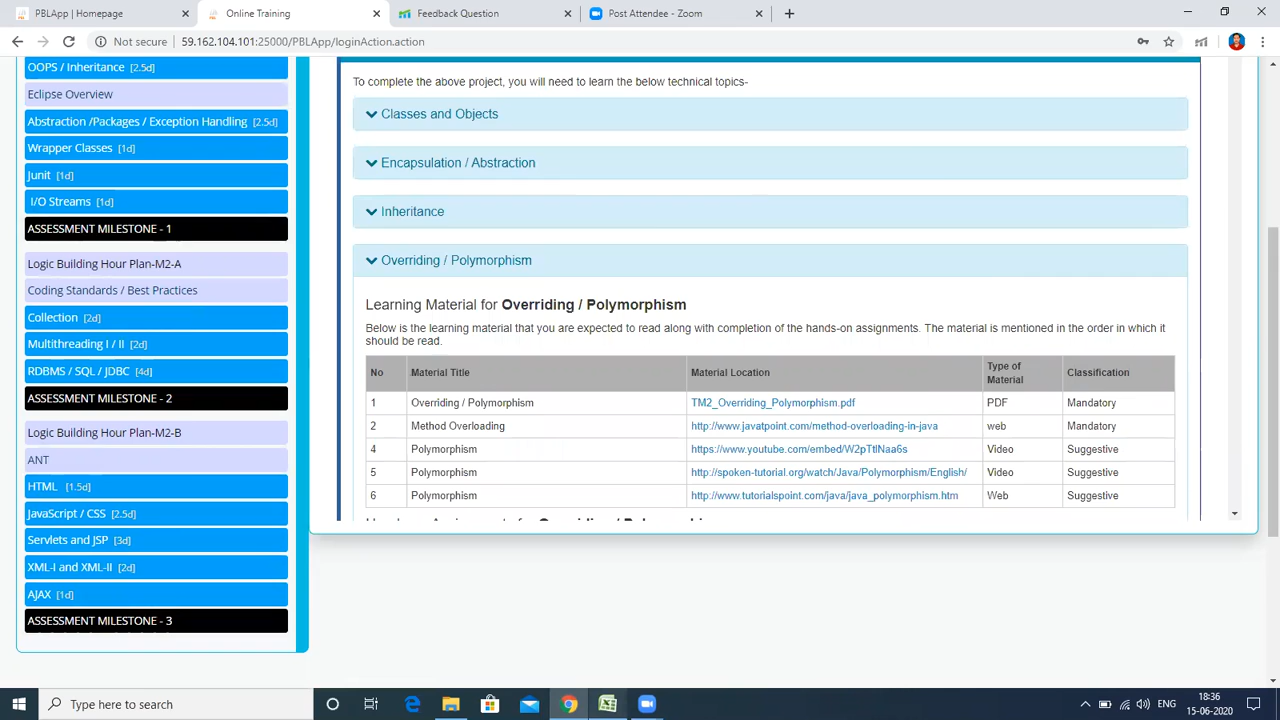 PBLApp | Homepage
Online Training
Feedback Question
Post Attendee - Zoom
Not secure | 59.162.104.101:25000/PBLApp/loginAction.action
OOPS / Inheritance [2.5d]
Eclipse Overview
Abstraction /Packages / Exception Handling [2.5d]
Wrapper Classes [1d]
Junit [1d]
I/O Streams [1d]
ASSESSMENT MILESTONE - 1
Logic Building Hour Plan-M2-A
Coding Standards / Best Practices
Collection [2d]
Multithreading I / II [2d]
RDBMS / SQL / JDBC [4d]
ASSESSMENT MILESTONE - 2
Logic Building Hour Plan-M2-B
ANT
HTML [1.5d]
JavaScript / CSS [2.5d]
Servlets and JSP [3d]
XML-I and XML-II [2d]
AJAX [1d]
ASSESSMENT MILESTONE - 3
To complete the above project, you will need to learn the below technical topics-
Classes and Objects
Encapsulation / Abstraction
Inheritance
Overriding / Polymorphism
Learning Material for Overriding / Polymorphism
Below is the learning material that you are expected to read along with completion of the hands-on assignments. The material is mentioned in the order in which it
should be read.
No Material Title Material Location Type of Material Classification
1 Overriding / Polymorphism TM2_Overriding_Polymorphism.pdf PDF Mandatory
2 Method Overloading http://www.javatpoint.com/method-overloading-in-java web Mandatory
4 Polymorphism https://www.youtube.com/embed/W2pTtlNaa6s Video Suggestive
5 Polymorphism http://spoken-tutorial.org/watch/Java/Polymorphism/English/ Video Suggestive
6 Polymorphism http://www.tutorialspoint.com/java/java_polymorphism.htm Web Suggestive
Type here to search
ENG
18:36
15-06-2020